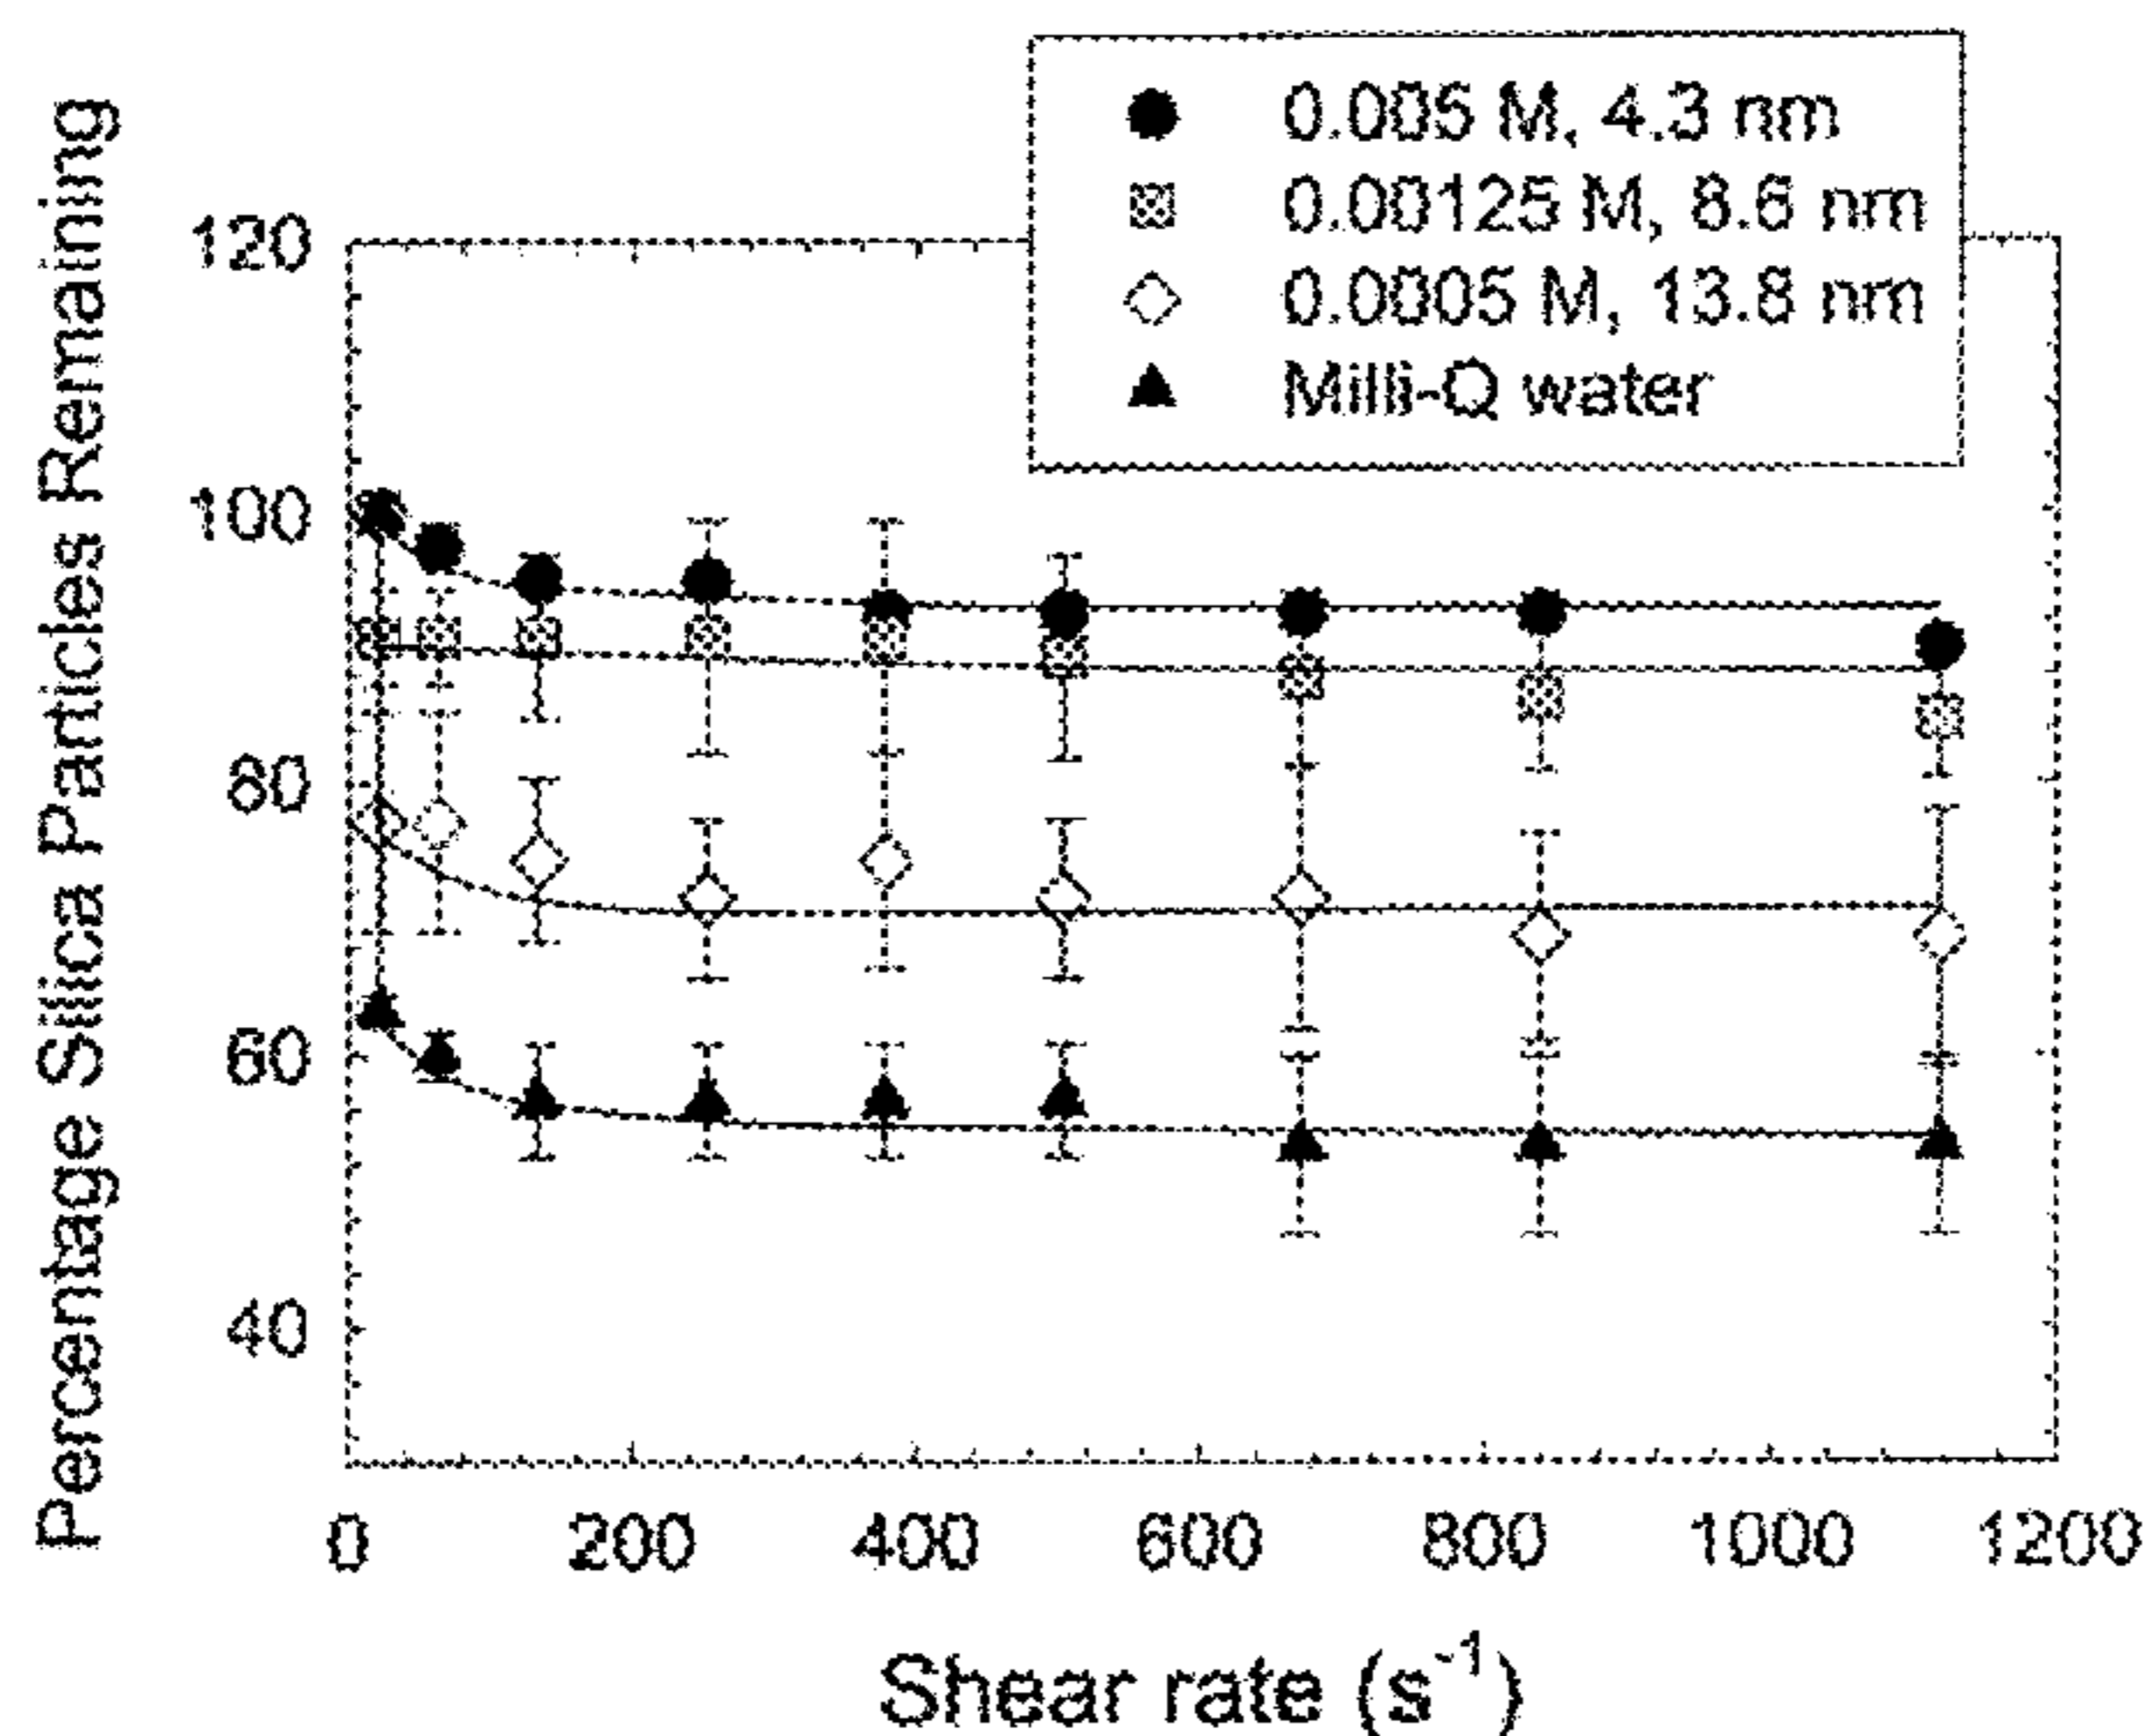 0.005 M, 4.3 nm
0.00125 M, 8.6 nm
0.0005 M, 13.8 nm
Milli-Q water
Percentage Silica Particles Remaining
120
100
80
60
40
0 200 400 600 800 1000 1200
Shear rate (s⁻¹)